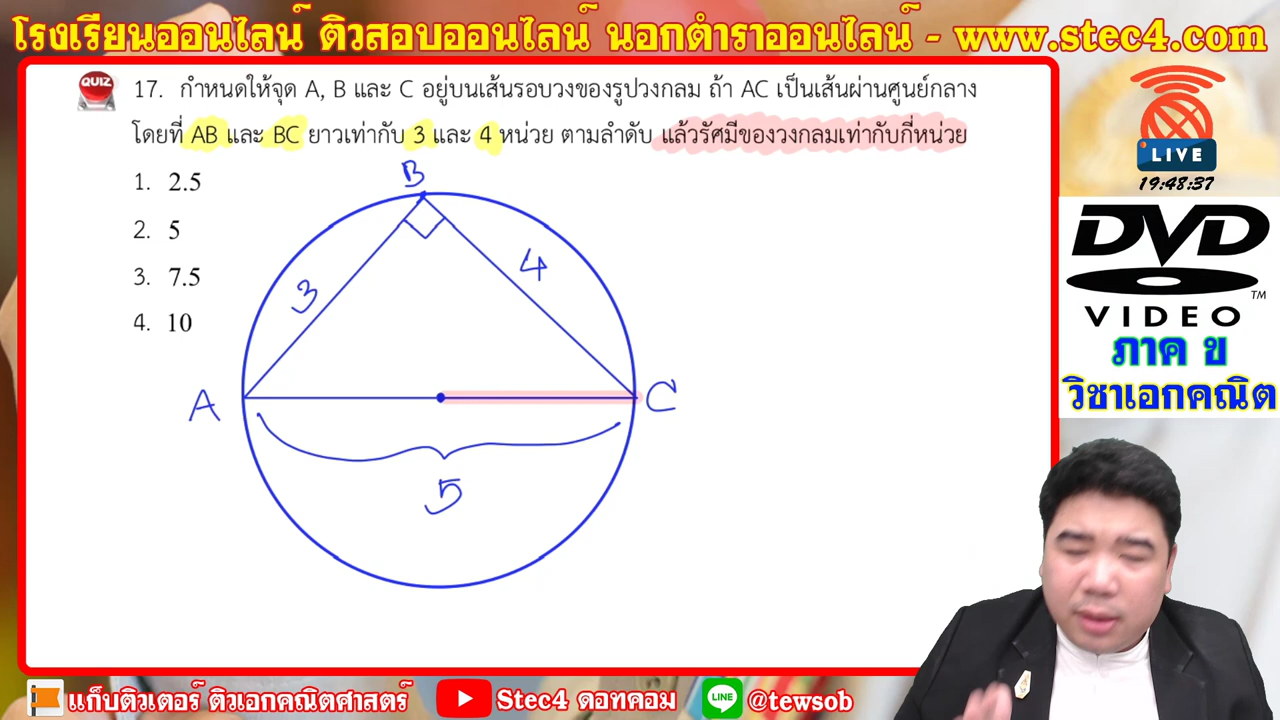 โรงเรียนออนไลน์ ติวสอบออนไลน์ นอกตำราออนไลน์ - www.stec4.com
QUIZ
17. กำหนดให้จุด A, B และ C อยู่บนเส้นรอบวงของรูปวงกลม ถ้า AC เป็นเส้นผ่านศูนย์กลาง
โดยที่ AB และ BC ยาวเท่ากับ 3 และ 4 หน่วย ตามลำดับ แล้วรัศมีของวงกลมเท่ากับกี่หน่วย
1. 2.5
2. 5
3. 7.5
4. 10
B
3
4
A
C
5
LIVE
19:48:37
DVD
VIDEO
TM
ภาค ข
วิชาเอกคณิต
แก๊บติวเตอร์ ติวเอกคณิตศาสตร์
Stec4 ดอทคอม
LINE
@tewsob